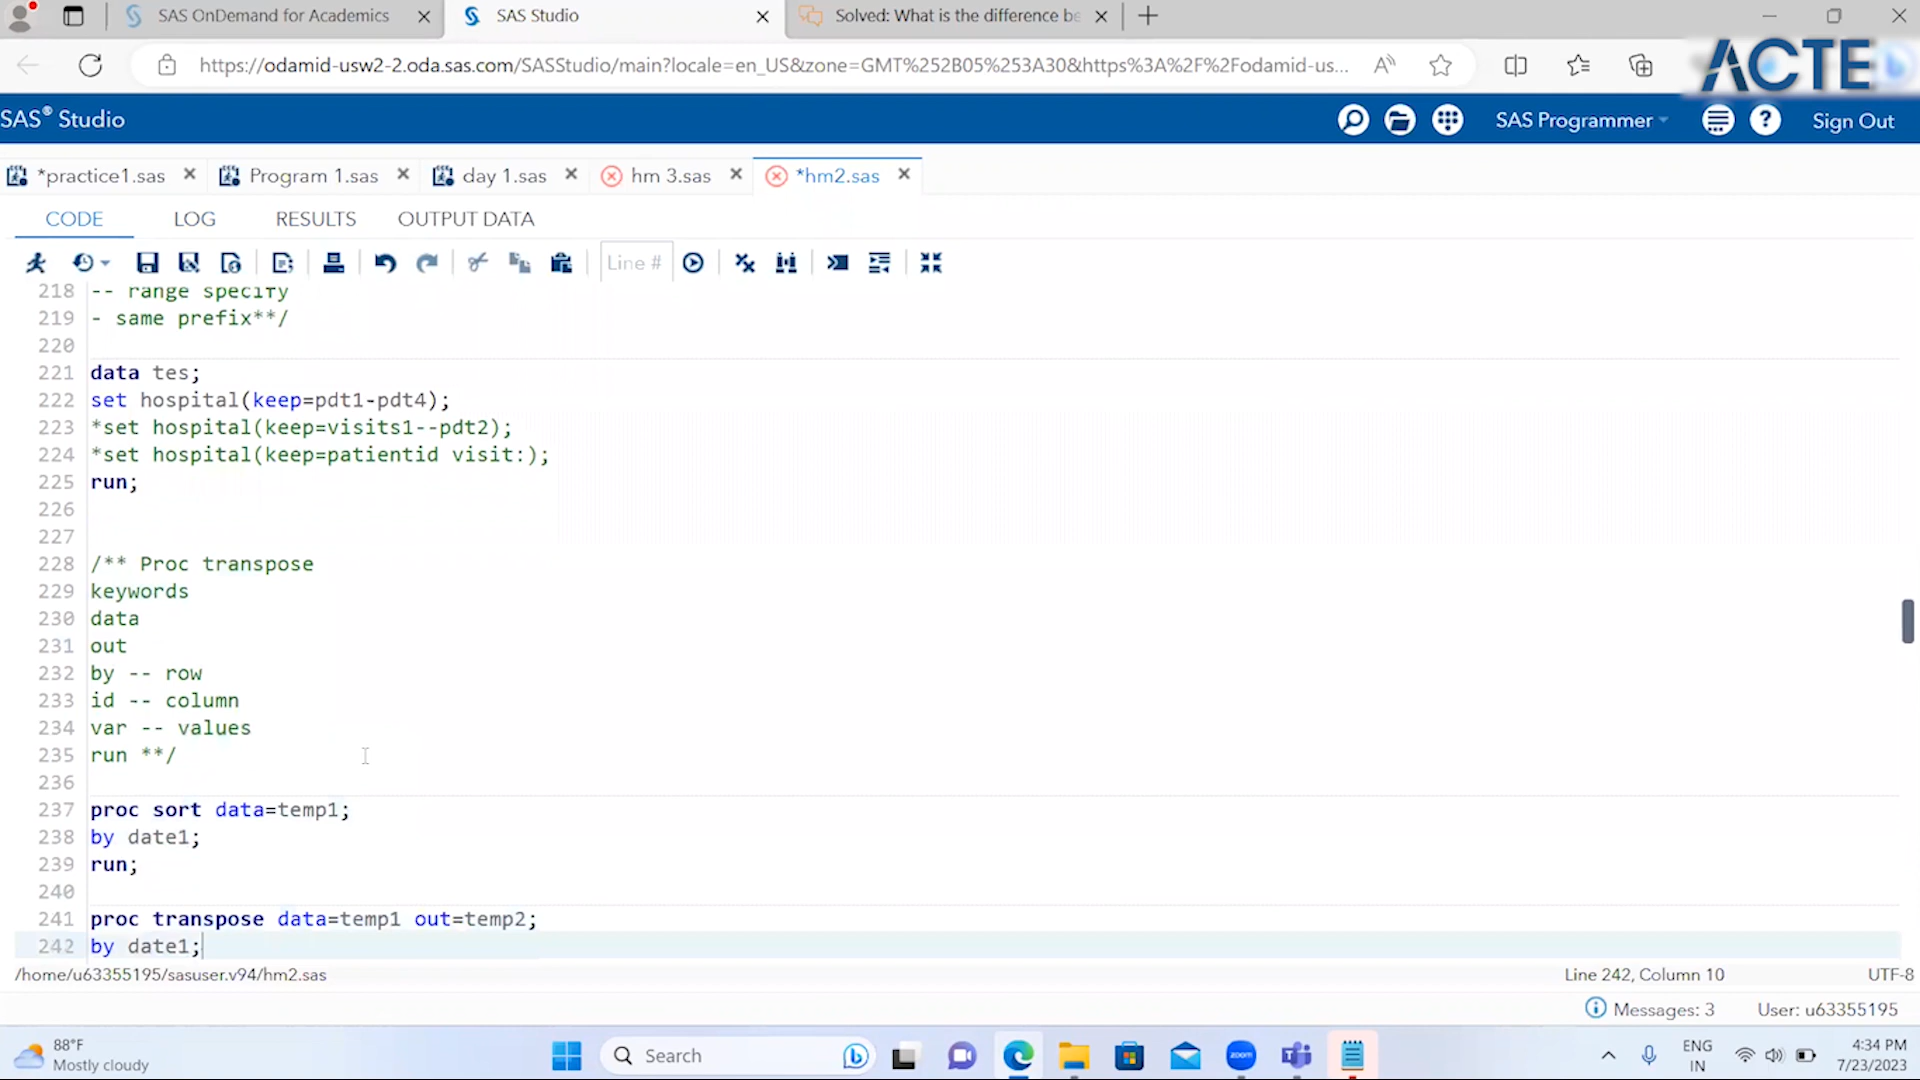 SAS OnDemand for Academics
SAS Studio
Solved: What is the difference be
https://odamid-usw2-2.oda.sas.com/SASStudio/main?locale=en_US&zone=GMT%252B05%253A30&https%3A%2F%2Fodamid-us...
ACTE
SAS® Studio
SAS Programmer
Sign Out
*practice1.sas
Program 1.sas
day 1.sas
hm 3.sas
*hm2.sas
CODE
LOG
RESULTS
OUTPUT DATA
Line #
218 -- range specify
219 - same prefix**/
220
221 data tes;
222 set hospital(keep=pdt1-pdt4);
223 *set hospital(keep=visits1--pdt2);
224 *set hospital(keep=patientid visit:);
225 run;
226
227
228 /** Proc transpose
229 keywords
230 data
231 out
232 by -- row
233 id -- column
234 var -- values
235 run **/
236
237 proc sort data=temp1;
238 by date1;
239 run;
240
241 proc transpose data=temp1 out=temp2;
242 by date1;
/home/u63355195/sasuser.v94/hm2.sas
Line 242, Column 10
UTF-8
Messages: 3
User: u63355195
88°F
Mostly cloudy
Search
zoom
ENG
IN
4:34 PM
7/23/2023